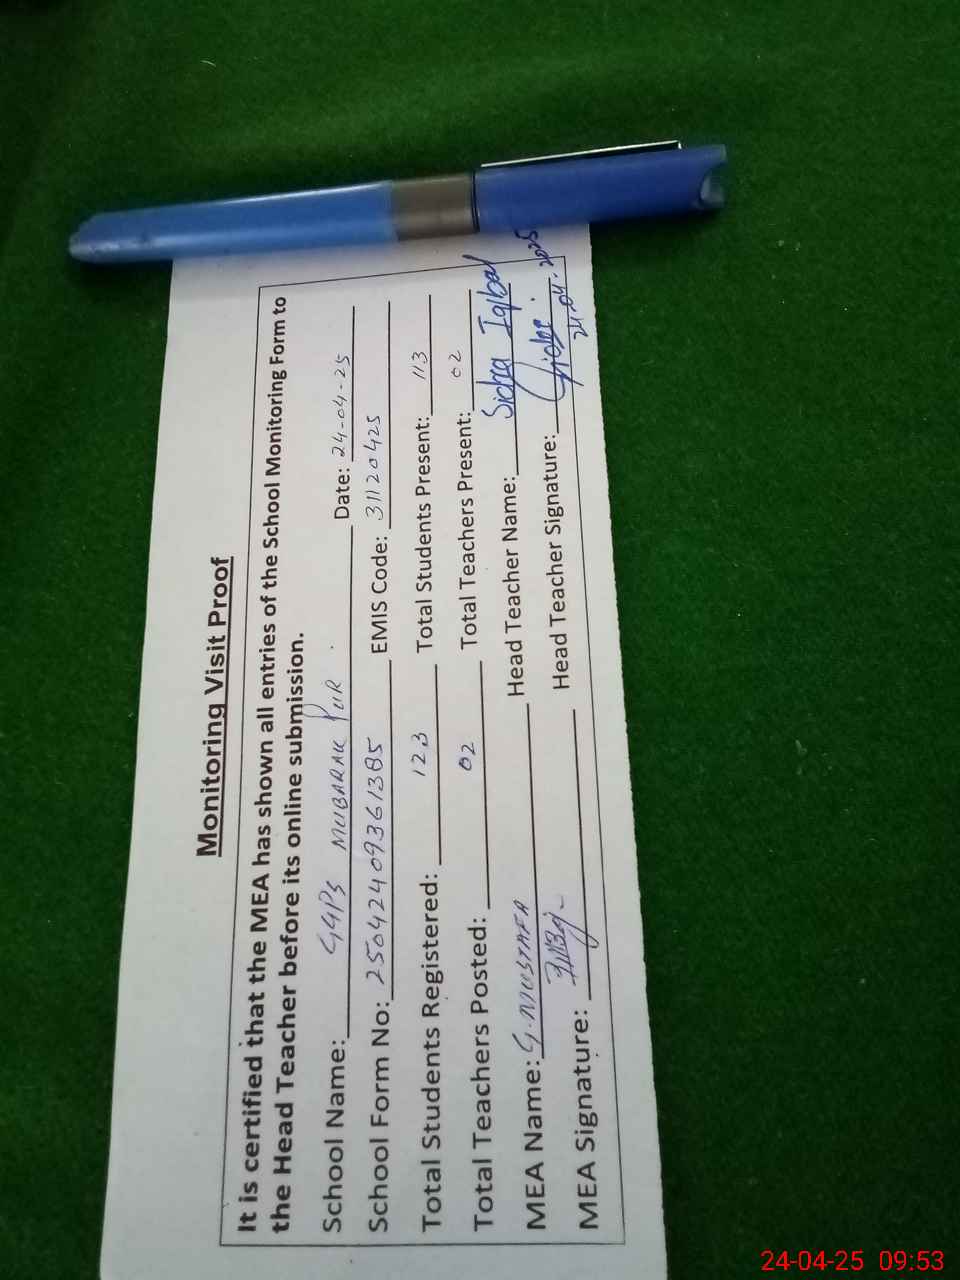 Monitoring Visit Proof
It is certified that the MEA has shown all entries of the School Monitoring Form to
the Head Teacher before its online submission.
School Name: GGPS MUBARAK PUR Date: 24-04-25
School Form No: 25042409361385 EMIS Code: 31120425
Total Students Registered: 123 Total Students Present: 113
Total Teachers Posted: 02 Total Teachers Present: 02
MEA Name: G. MUSTAFA Head Teacher Name: Sidra Iqbal
MEA Signature: Head Teacher Signature:
24-04-2025
24-04-25 09:53